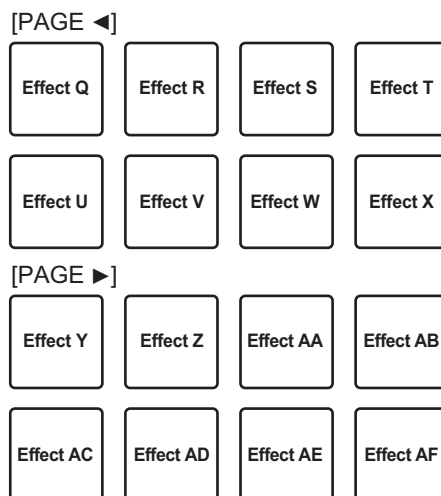 [PAGE ◄]
Effect Q Effect R Effect S Effect T
Effect U Effect V Effect W Effect X
[PAGE ►]
Effect Y Effect Z Effect AA Effect AB
Effect AC Effect AD Effect AE Effect AF